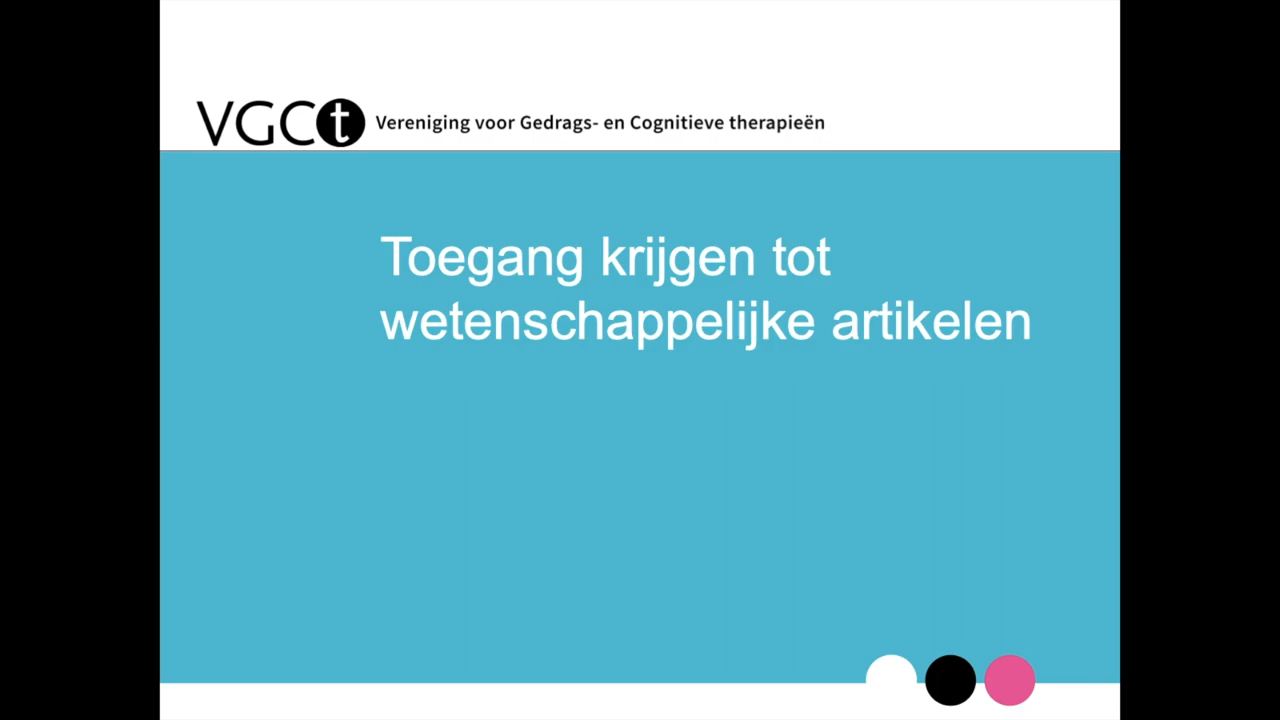 VGCt Vereniging voor Gedrags- en Cognitieve therapieën
Toegang krijgen tot
wetenschappelijke artikelen